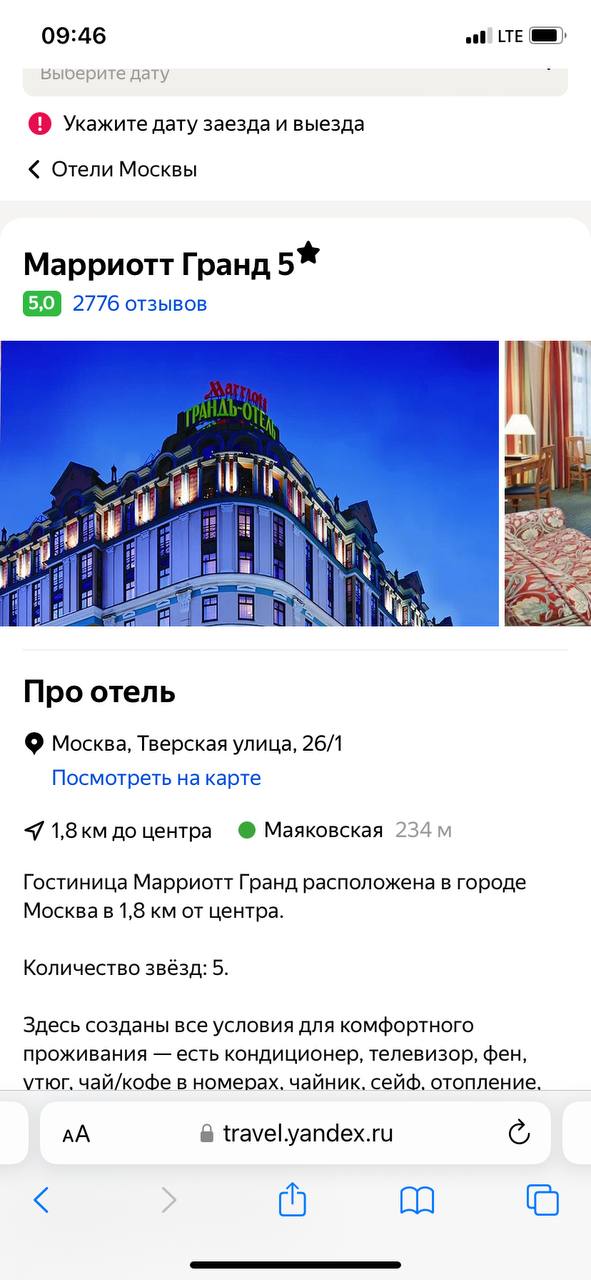 09:46
LTE
Выберите дату
Укажите дату заезда и выезда
Отели Москвы
Марриотт Гранд 5
5,0 2776 отзывов
Marriott
ГРАНДЪ-ОТЕЛЬ
Про отель
Москва, Тверская улица, 26/1
Посмотреть на карте
1,8 км до центра Маяковская 234 м
Гостиница Марриотт Гранд расположена в городе
Москва в 1,8 км от центра.
Количество звёзд: 5.
Здесь созданы все условия для комфортного
проживания — есть кондиционер, телевизор, фен,
утюг, чай/кофе в номерах, чайник, сейф, отопление,
AA travel.yandex.ru